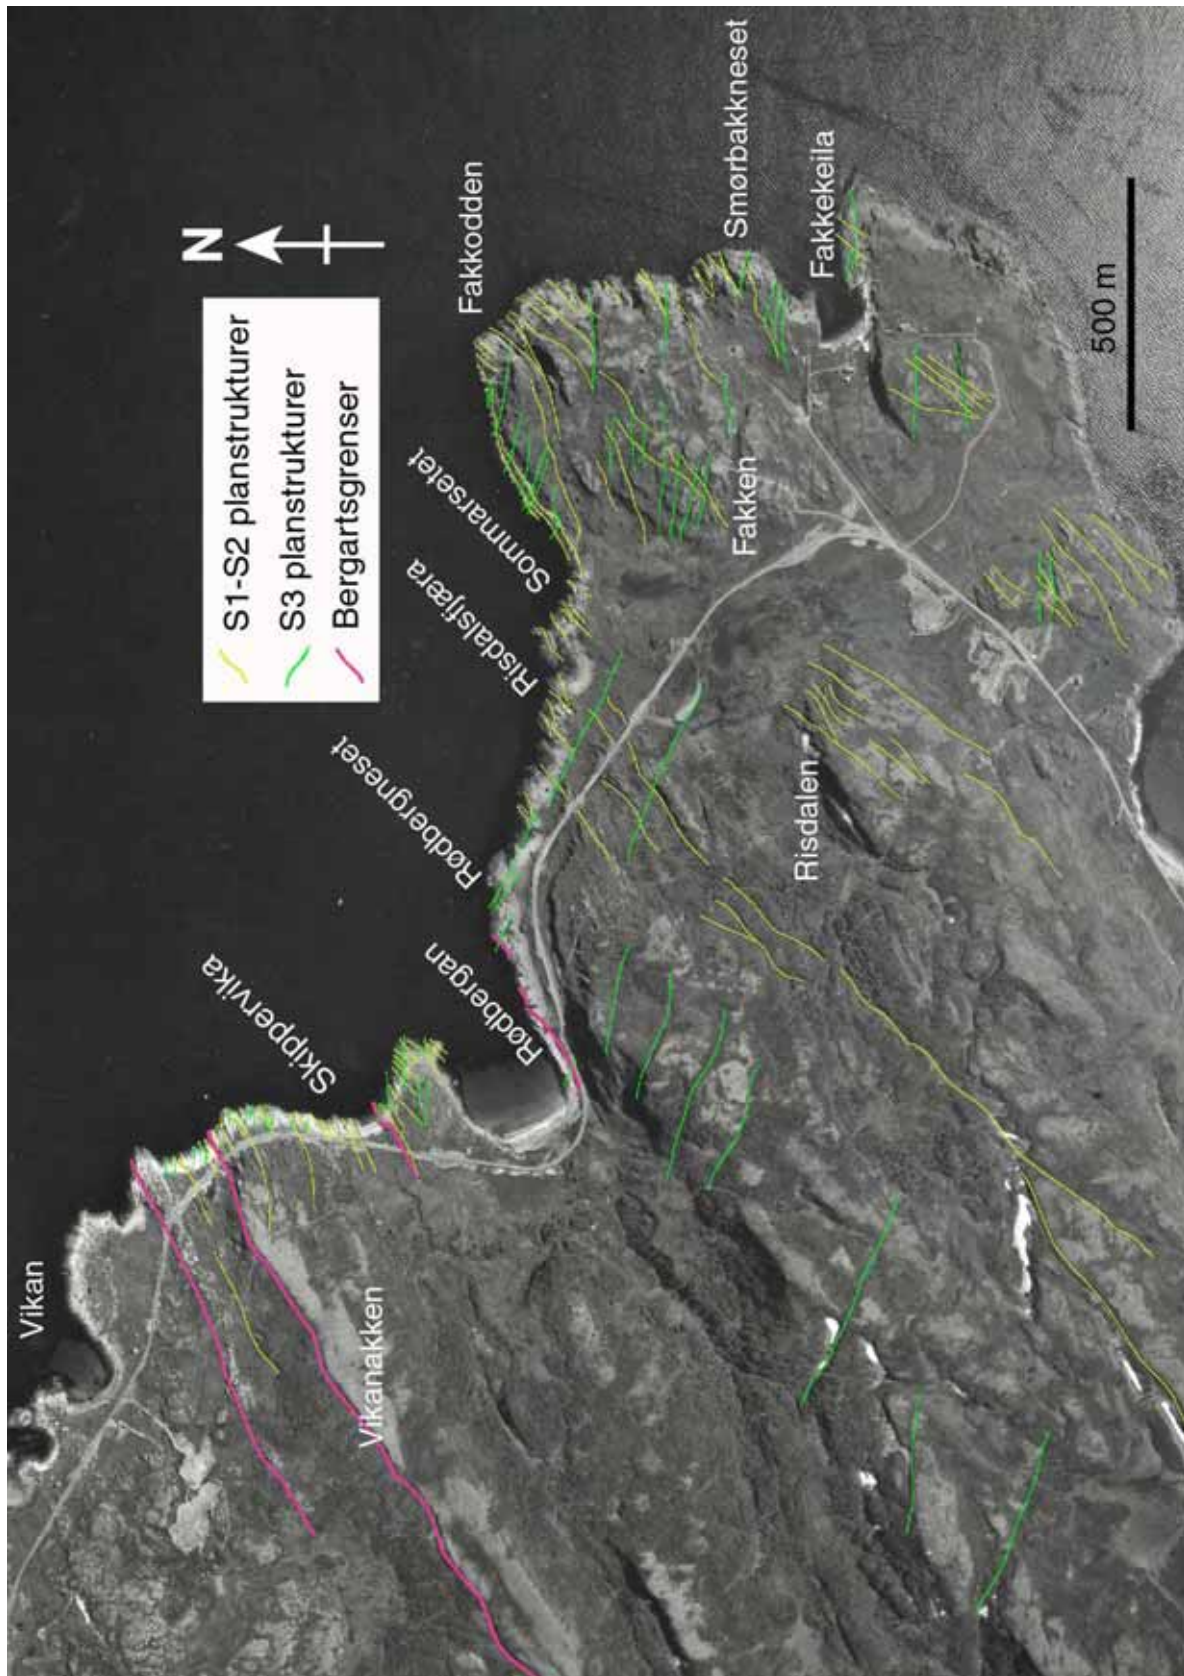 Vikan
Skippervika
Vikanakken
Rødbergan
Rødbergneset
Risdalsfjæra
Sommarsetet
Fakkodden
Smørbakkneset
Fakkekeila
Fakken
Risdalen
N
S1-S2 planstrukturer
S3 planstrukturer
Bergartsgrenser
500 m